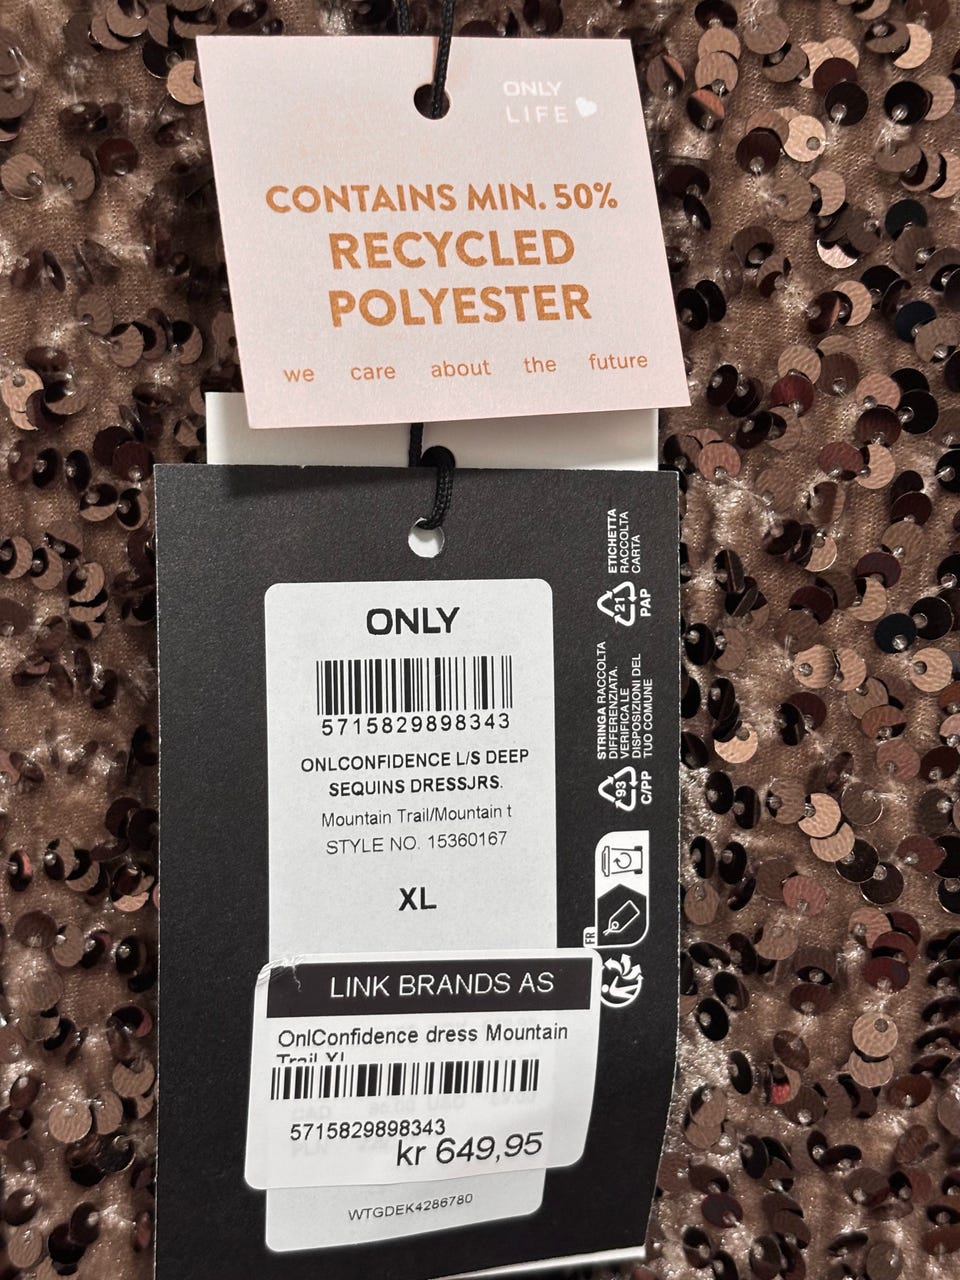 ONLY
LIFE
CONTAINS MIN. 50%
RECYCLED
POLYESTER
we care about the future
ONLY
5715829898343
ONLCONFIDENCE L/S DEEP
SEQUINS DRESSJRS.
Mountain Trail/Mountain t
STYLE NO. 15360167
XL
LINK BRANDS AS
OnlConfidence dress Mountain
Trail XL
5715829898343
kr 649,95
WTGDEK4286780
ETICHETTA
RACCOLTA
CARTA
21
PAP
STRINGA RACCOLTA
DIFFERENZIATA.
VERIFICA LE
DISPOSIZIONI DEL
TUO COMUNE
93
C/PP
FR